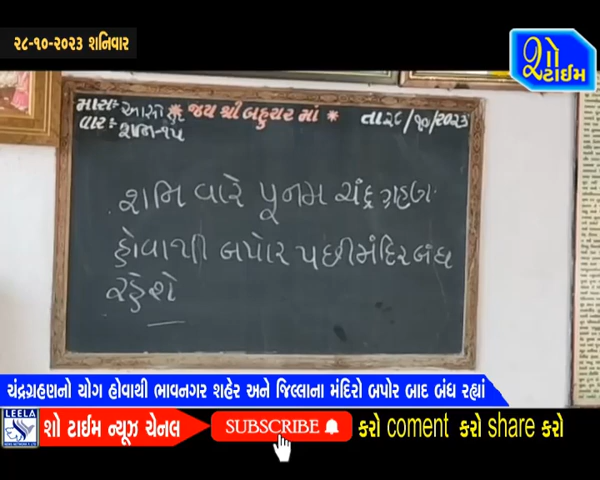 ૨૮-૧૦-૨૦૨૩ શનિવાર
શો
ટાઈમ
માસઃ- આસો સુદ * જય શ્રી બહુચર માં * તા ૨૮/૧૦/૨૦૨૩
વારઃ- શનિ-૧૫
શનિ વારે પૂનમ ચંદ્ર ગ્રહણ
હોવાથી બપોર પછી મંદિર બંધ
રહેશે
ચંદ્રગ્રહણનો યોગ હોવાથી ભાવનગર શહેર અને જિલ્લાના મંદિરો બપોર બાદ બંધ રહ્યાં
LEELA
શો ટાઈમ ન્યૂઝ ચેનલ SUBSCRIBE કરો coment કરો share કરો